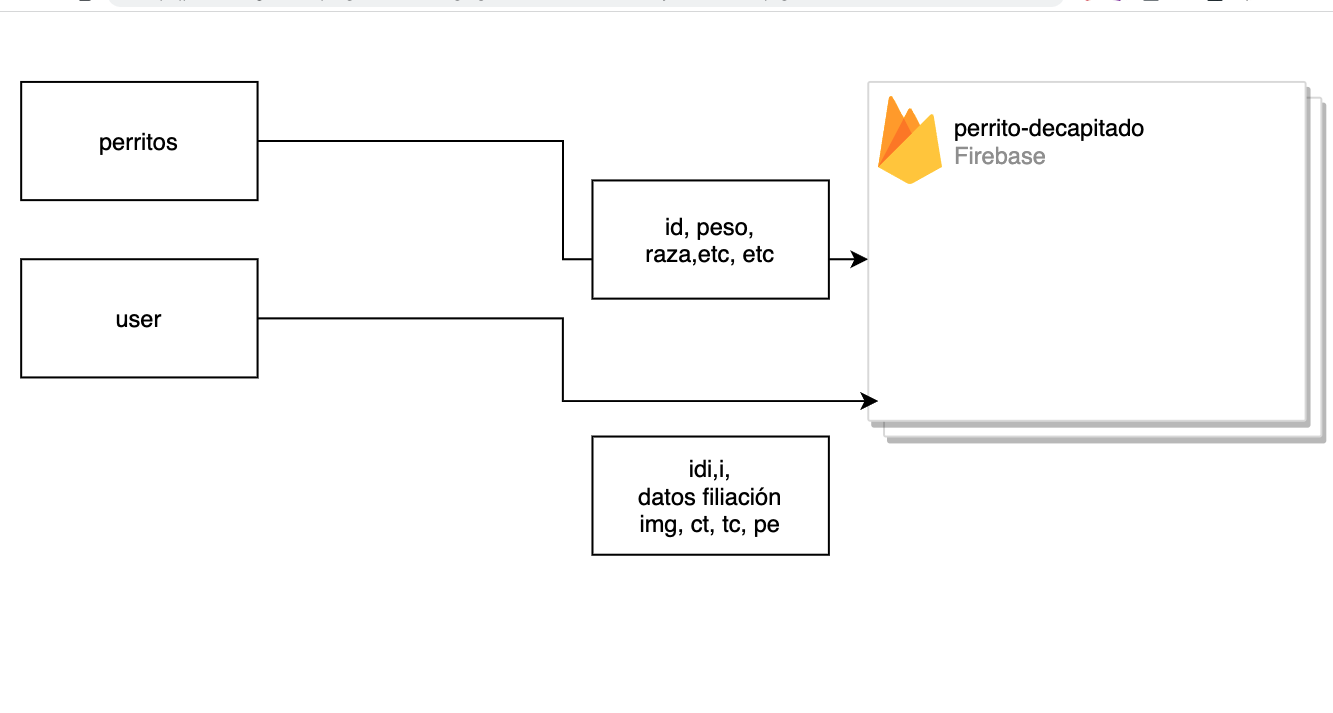 perritos
perrito-decapitado
Firebase
id, peso,
raza,etc, etc
user
idi,i,
datos filiación
img, ct, tc, pe